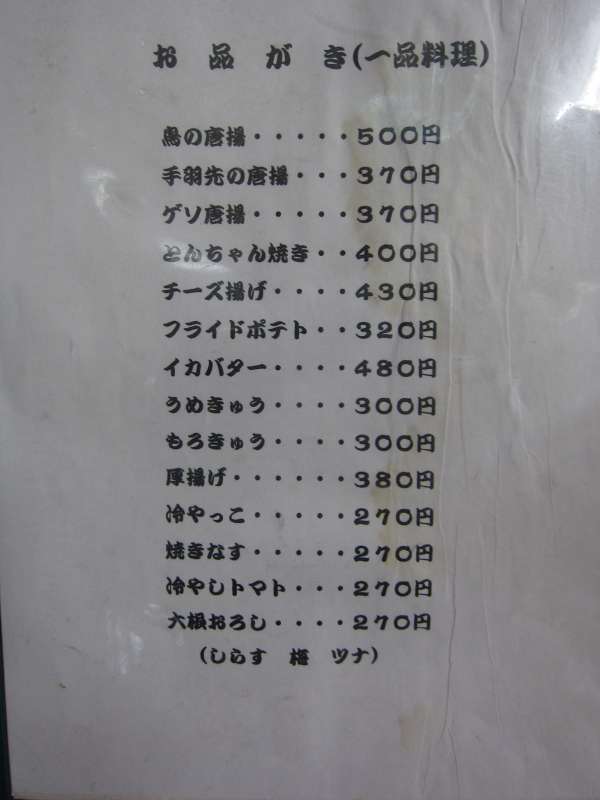 お品がき(一品料理)
鳥の唐揚・・・・・５００円
手羽先の唐揚・・・３７０円
ゲソ唐揚・・・・・３７０円
とんちゃん焼き・・４００円
チーズ揚げ・・・・４３０円
フライドポテト・・３２０円
イカバター・・・・４８０円
うめきゅう・・・・３００円
もろきゅう・・・・３００円
厚揚げ・・・・・・３８０円
冷やっこ・・・・・２７０円
焼きなす・・・・・２７０円
冷やしトマト・・・２７０円
大根おろし・・・・２７０円
(しらす　梅　ツナ)